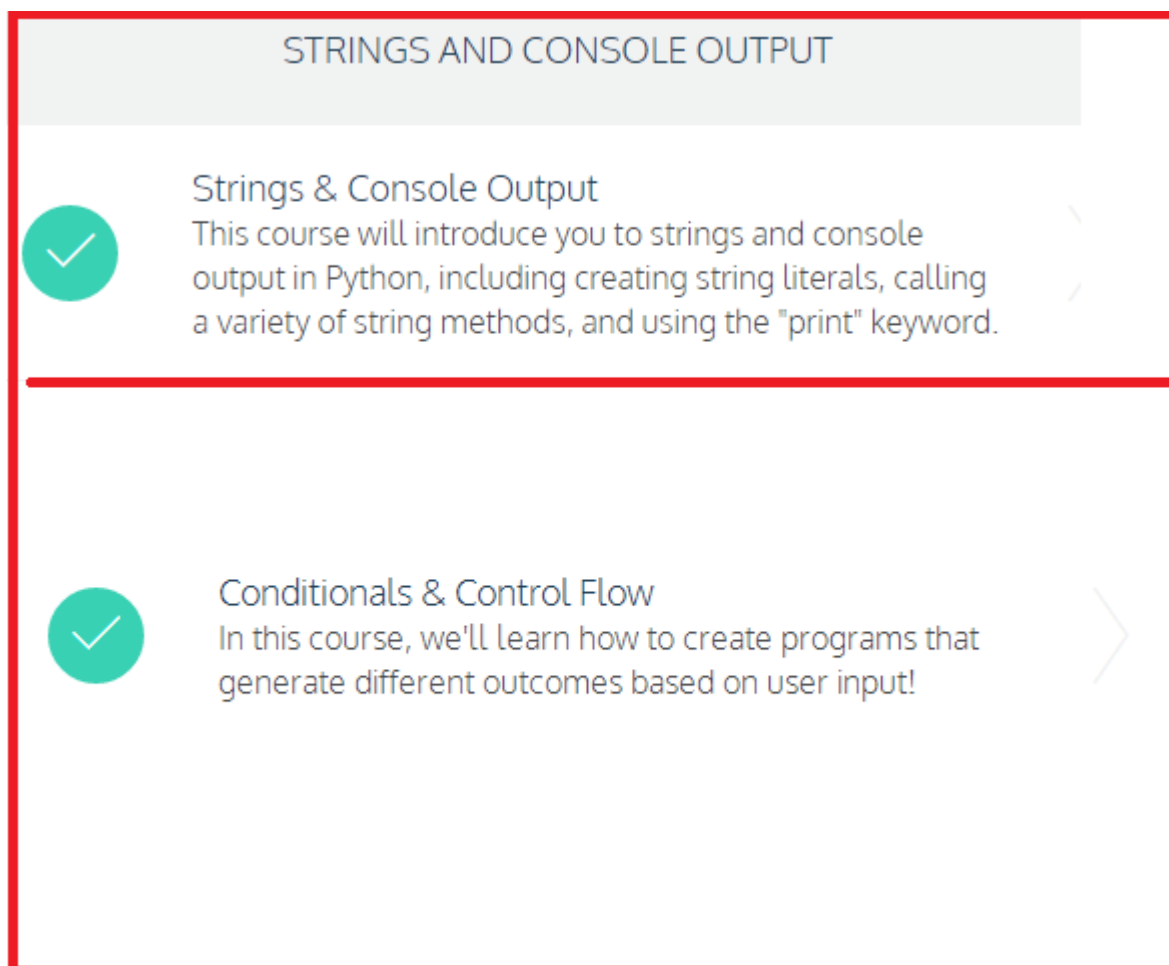 STRINGS AND CONSOLE OUTPUT
Strings & Console Output
This course will introduce you to strings and console
output in Python, including creating string literals, calling
a variety of string methods, and using the "print" keyword.
Conditionals & Control Flow
In this course, we'll learn how to create programs that
generate different outcomes based on user input!